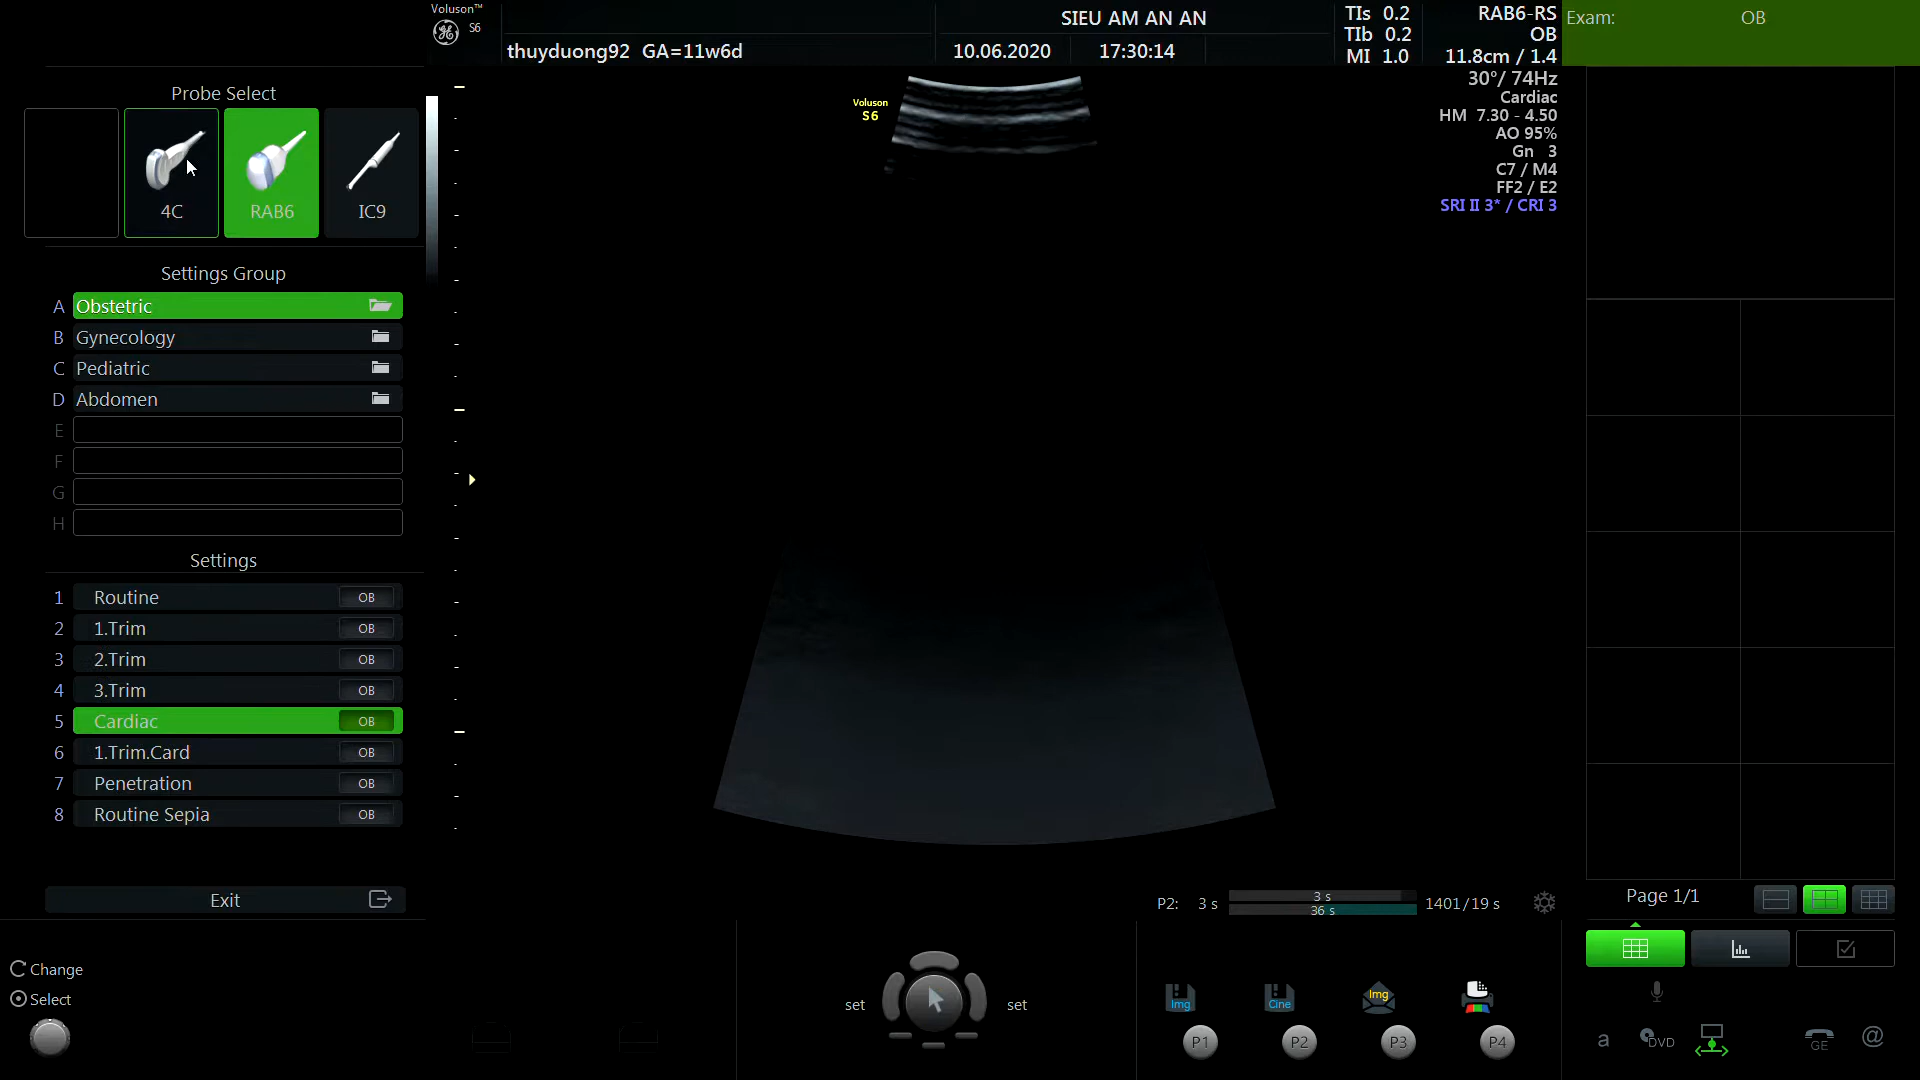 Voluson™
S6
thuyduong92 GA=11w6d
SIEU AM AN AN
10.06.2020 17:30:14
TIs 0.2
TIb 0.2
MI 1.0
RAB6-RS
OB
11.8cm / 1.4
Exam: OB
30°/ 74Hz
Cardiac
HM 7.30 - 4.50
AO 95%
Gn 3
C7 / M4
FF2 / E2
SRI II 3* / CRI 3
Voluson
S6
Probe Select
4C RAB6 IC9
Settings Group
A Obstetric
B Gynecology
C Pediatric
D Abdomen
E
F
G
H
Settings
1 Routine OB
2 1.Trim OB
3 2.Trim OB
4 3.Trim OB
5 Cardiac OB
6 1.Trim.Card OB
7 Penetration OB
8 Routine Sepia OB
Exit
Change
Select
set set
P2: 3 s 3 s 1401/19 s
36 s
Img Cine Img
P1 P2 P3 P4
Page 1/1
a DVD GE @